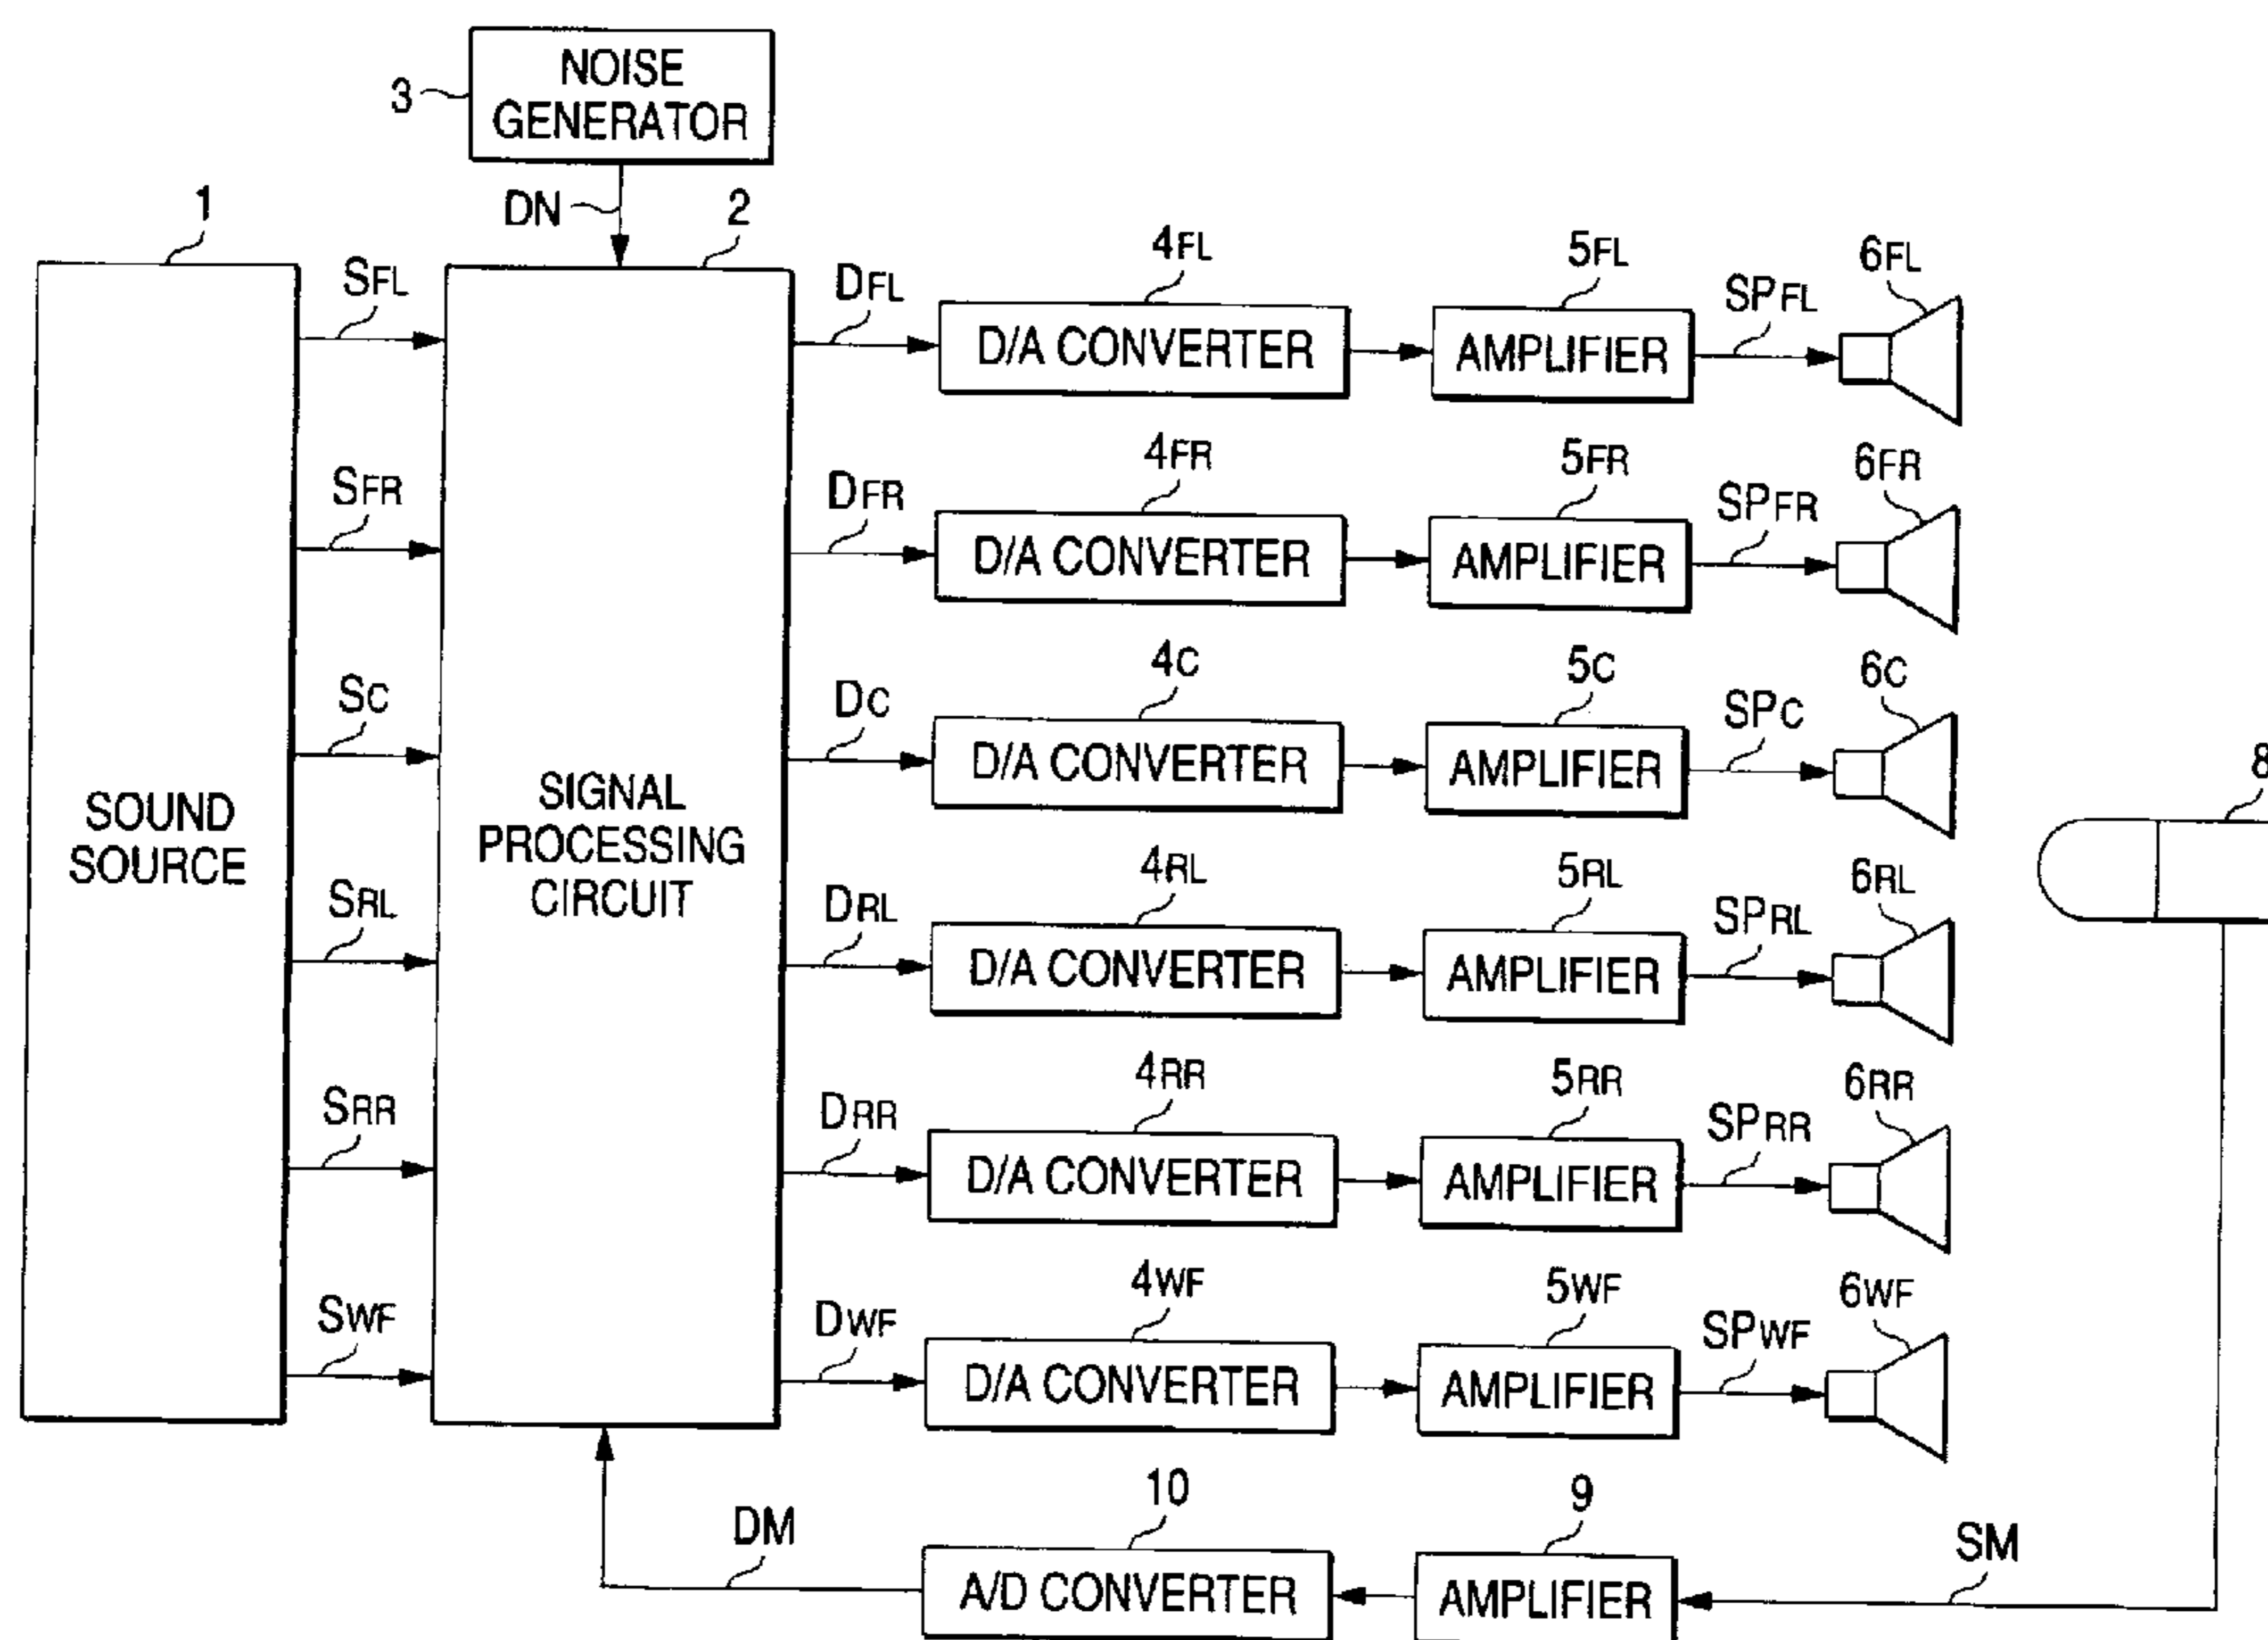 NOISE
GENERATOR
3
DN
1
2
SOUND
SOURCE
SIGNAL
PROCESSING
CIRCUIT
SFL
DFL
4FL
D/A CONVERTER
5FL
AMPLIFIER
SPFL
6FL
SFR
DFR
4FR
D/A CONVERTER
5FR
AMPLIFIER
SPFR
6FR
SC
DC
4C
D/A CONVERTER
5C
AMPLIFIER
SPC
6C
8
SRL
DRL
4RL
D/A CONVERTER
5RL
AMPLIFIER
SPRL
6RL
SRR
DRR
4RR
D/A CONVERTER
5RR
AMPLIFIER
SPRR
6RR
SWF
DWF
4WF
D/A CONVERTER
5WF
AMPLIFIER
SPWF
6WF
DM
10
A/D CONVERTER
9
AMPLIFIER
SM